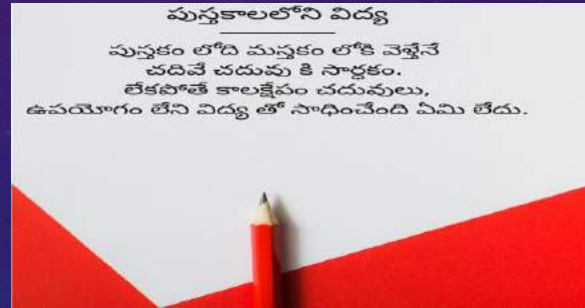 పుస్తకాలలోని విద్య
పుస్తకం లోది మస్తకం లోకి వెళ్తేనే
చదివే చదువు కి సార్థకం.
లేకపోతే కాలక్షేపం చదువులు,
ఉపయోగం లేని విద్య తో సాధించేంది ఏమి లేదు.